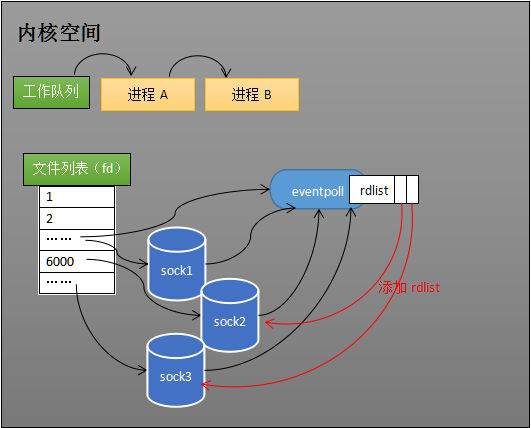 内核空间
工作队列
进程 A
进程 B
文件列表（fd）
1
2
……
6000
……
eventpoll
rdlist
sock1
sock2
sock3
添加 rdlist